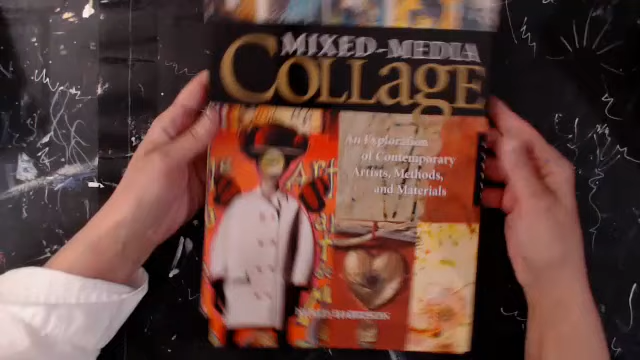 MIXED-MEDIA
COLLAGE
An Exploration
of Contemporary
Artists, Methods,
and Materials